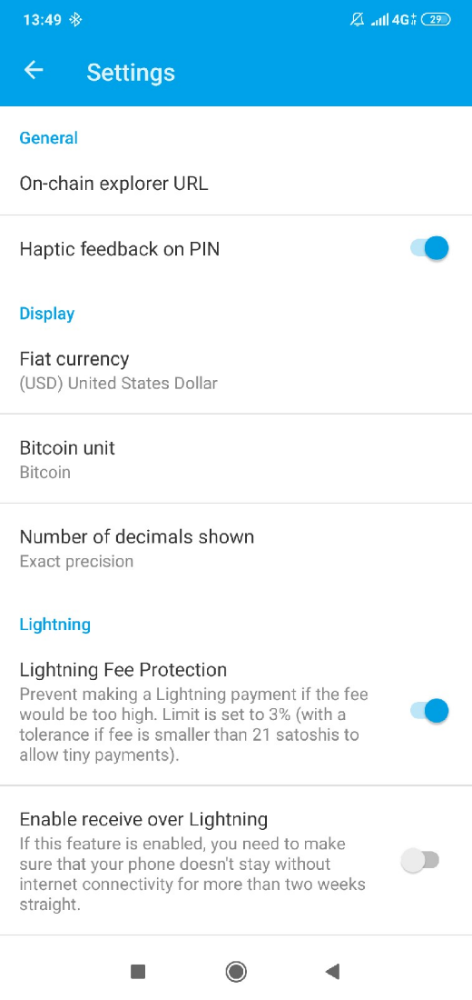 13:49 4G+ 29
Settings
General
On-chain explorer URL
Haptic feedback on PIN
Display
Fiat currency
(USD) United States Dollar
Bitcoin unit
Bitcoin
Number of decimals shown
Exact precision
Lightning
Lightning Fee Protection
Prevent making a Lightning payment if the fee
would be too high. Limit is set to 3% (with a
tolerance if fee is smaller than 21 satoshis to
allow tiny payments).
Enable receive over Lightning
If this feature is enabled, you need to make
sure that your phone doesn't stay without
internet connectivity for more than two weeks
straight.